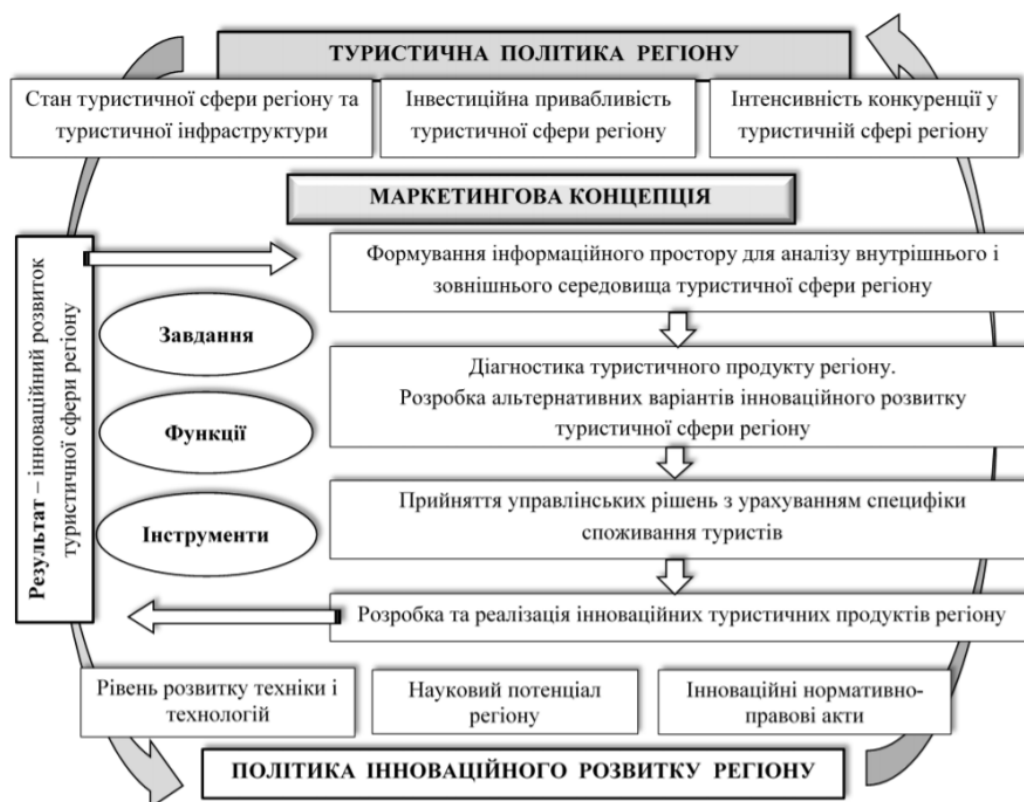 ТУРИСТИЧНА ПОЛІТИКА РЕГІОНУ
Стан туристичної сфери регіону та
туристичної інфраструктури
Інвестиційна привабливість
туристичної сфери регіону
Інтенсивність конкуренції у
туристичній сфері регіону
МАРКЕТИНГОВА КОНЦЕПЦІЯ
Результат – інноваційний розвиток
туристичної сфери регіону
Завдання
Функції
Інструменти
Формування інформаційного простору для аналізу внутрішнього і
зовнішнього середовища туристичної сфери регіону
Діагностика туристичного продукту регіону.
Розробка альтернативних варіантів інноваційного розвитку
туристичної сфери регіону
Прийняття управлінських рішень з урахуванням специфіки
споживання туристів
Розробка та реалізація інноваційних туристичних продуктів регіону
Рівень розвитку техніки і
технологій
Науковий потенціал
регіону
Інноваційні нормативно-
правові акти
ПОЛІТИКА ІННОВАЦІЙНОГО РОЗВИТКУ РЕГІОНУ